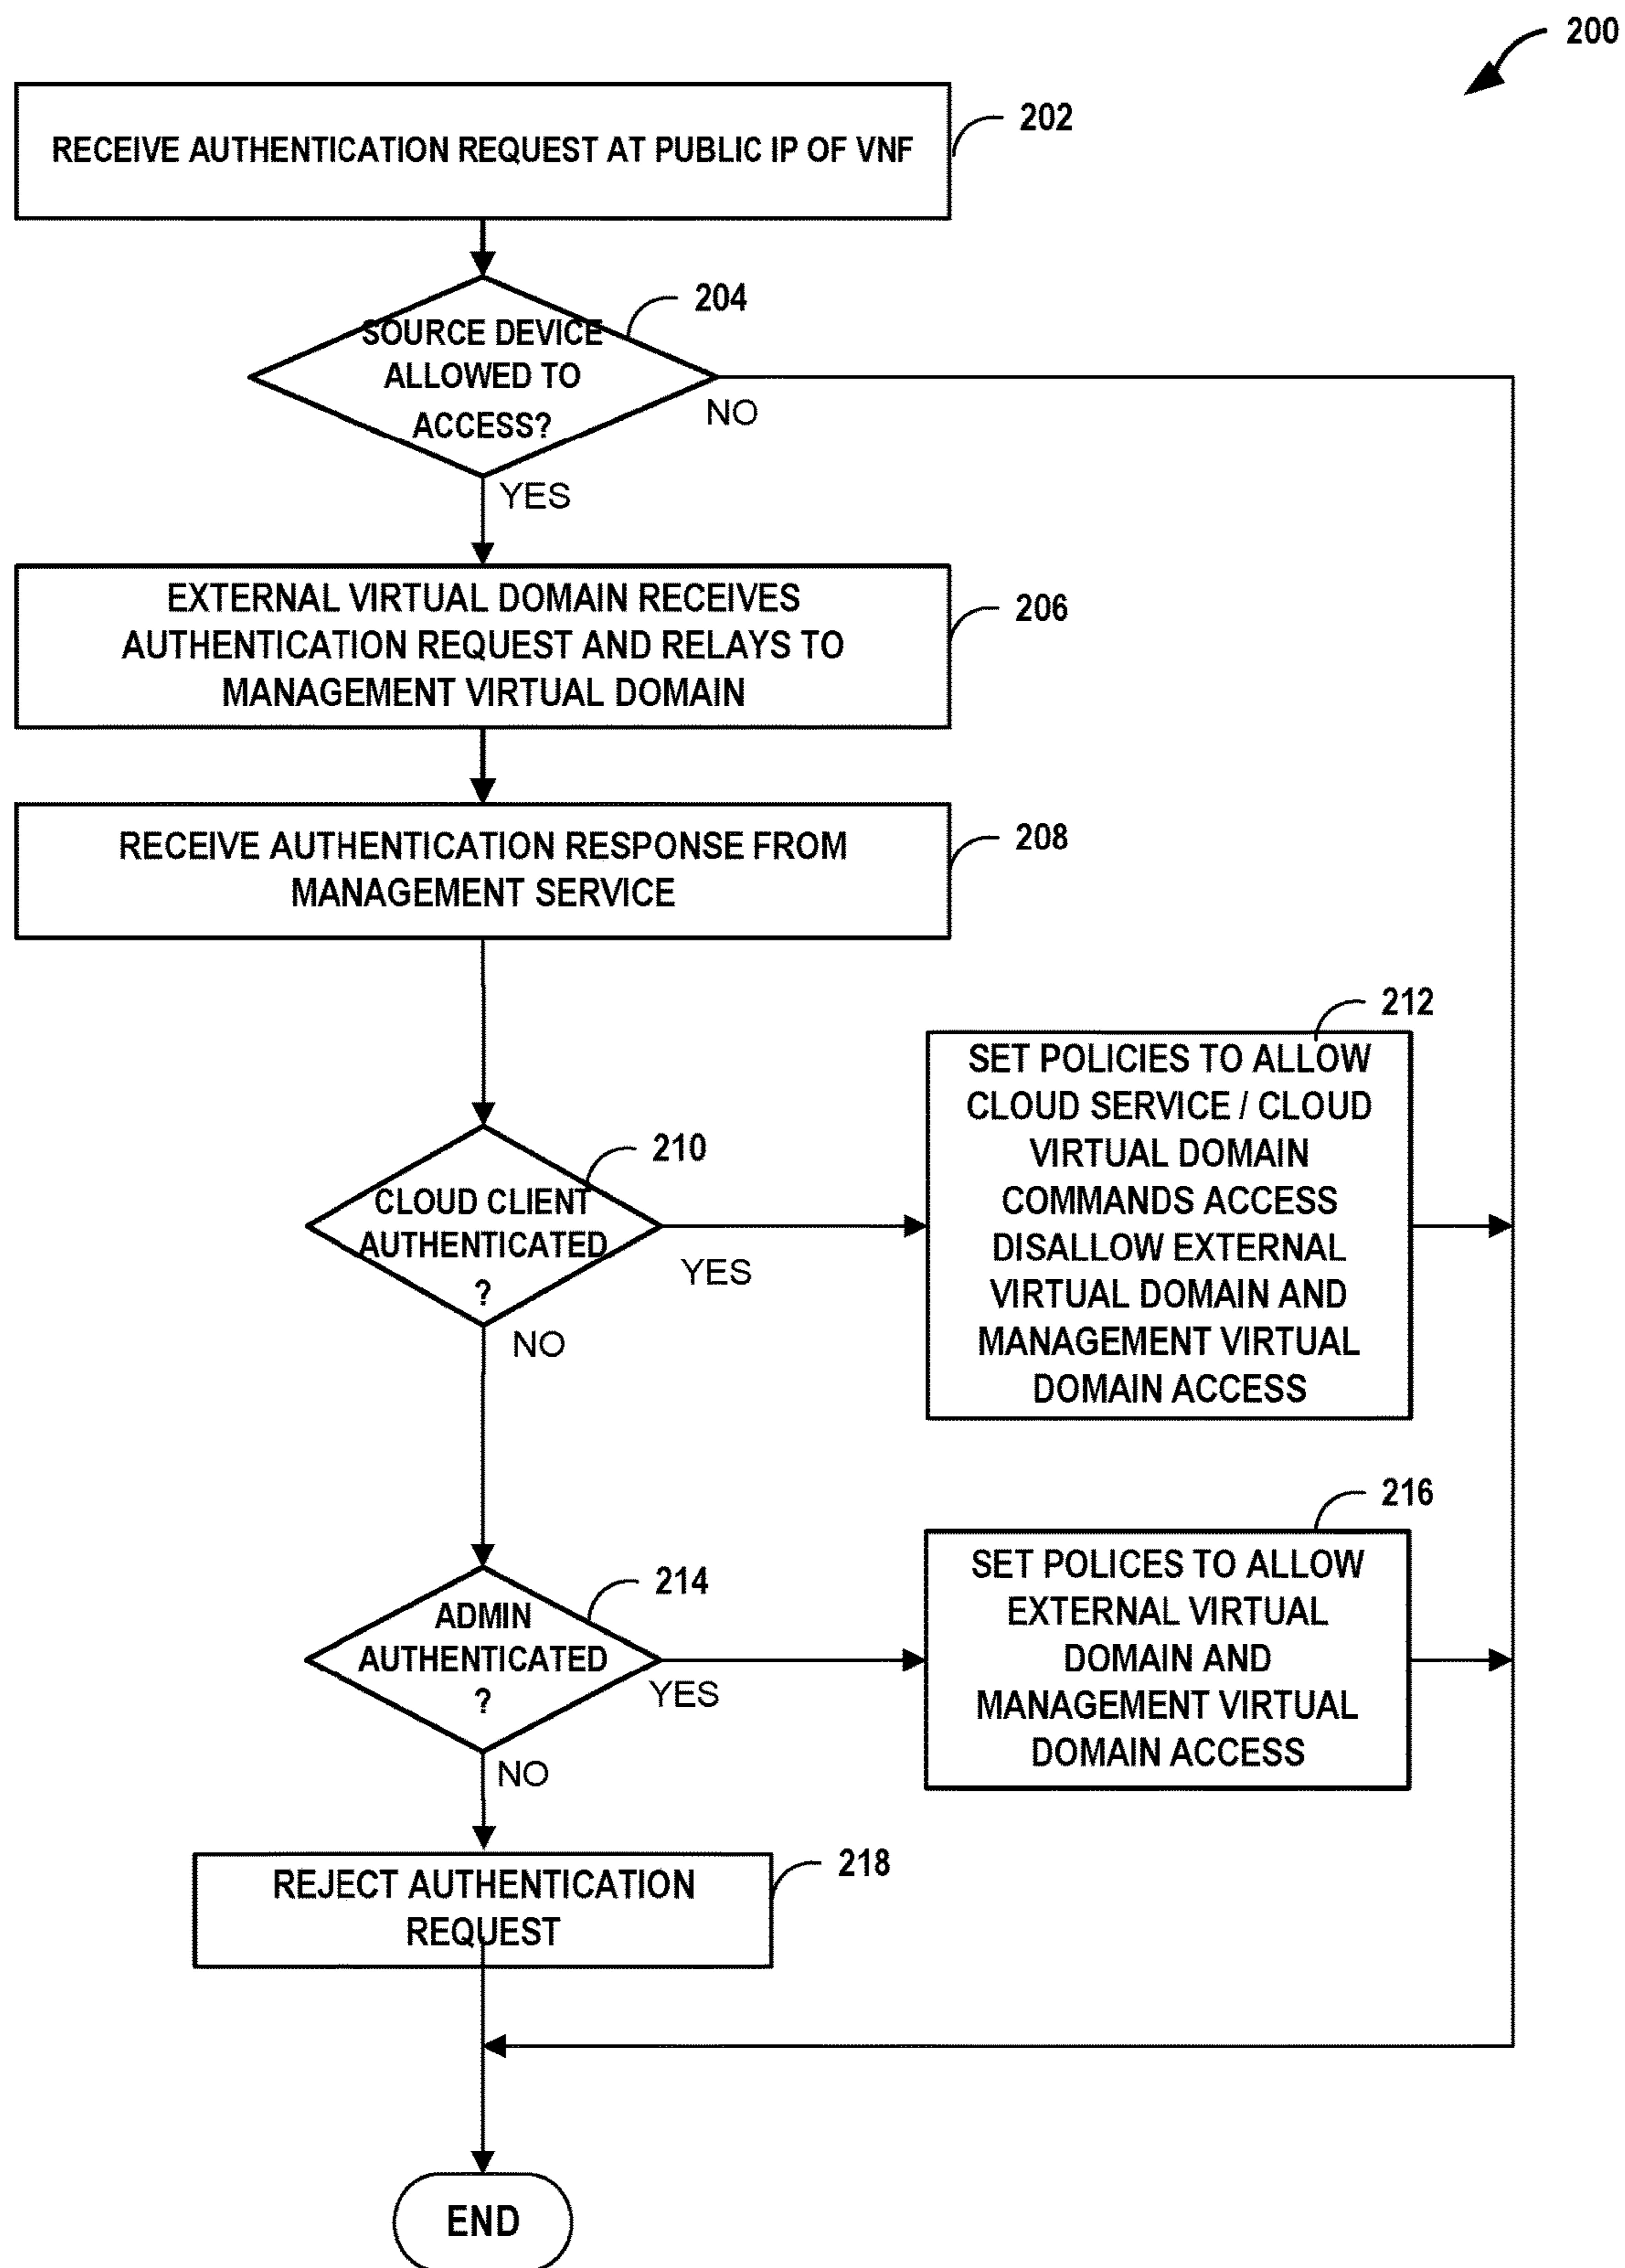 200
RECEIVE AUTHENTICATION REQUEST AT PUBLIC IP OF VNF
202
SOURCE DEVICE
ALLOWED TO
ACCESS?
204
NO
YES
EXTERNAL VIRTUAL DOMAIN RECEIVES
AUTHENTICATION REQUEST AND RELAYS TO
MANAGEMENT VIRTUAL DOMAIN
206
RECEIVE AUTHENTICATION RESPONSE FROM
MANAGEMENT SERVICE
208
CLOUD CLIENT
AUTHENTICATED
?
210
YES
NO
212
SET POLICIES TO ALLOW
CLOUD SERVICE / CLOUD
VIRTUAL DOMAIN
COMMANDS ACCESS
DISALLOW EXTERNAL
VIRTUAL DOMAIN AND
MANAGEMENT VIRTUAL
DOMAIN ACCESS
ADMIN
AUTHENTICATED
?
214
YES
NO
216
SET POLICES TO ALLOW
EXTERNAL VIRTUAL
DOMAIN AND
MANAGEMENT VIRTUAL
DOMAIN ACCESS
REJECT AUTHENTICATION
REQUEST
218
END